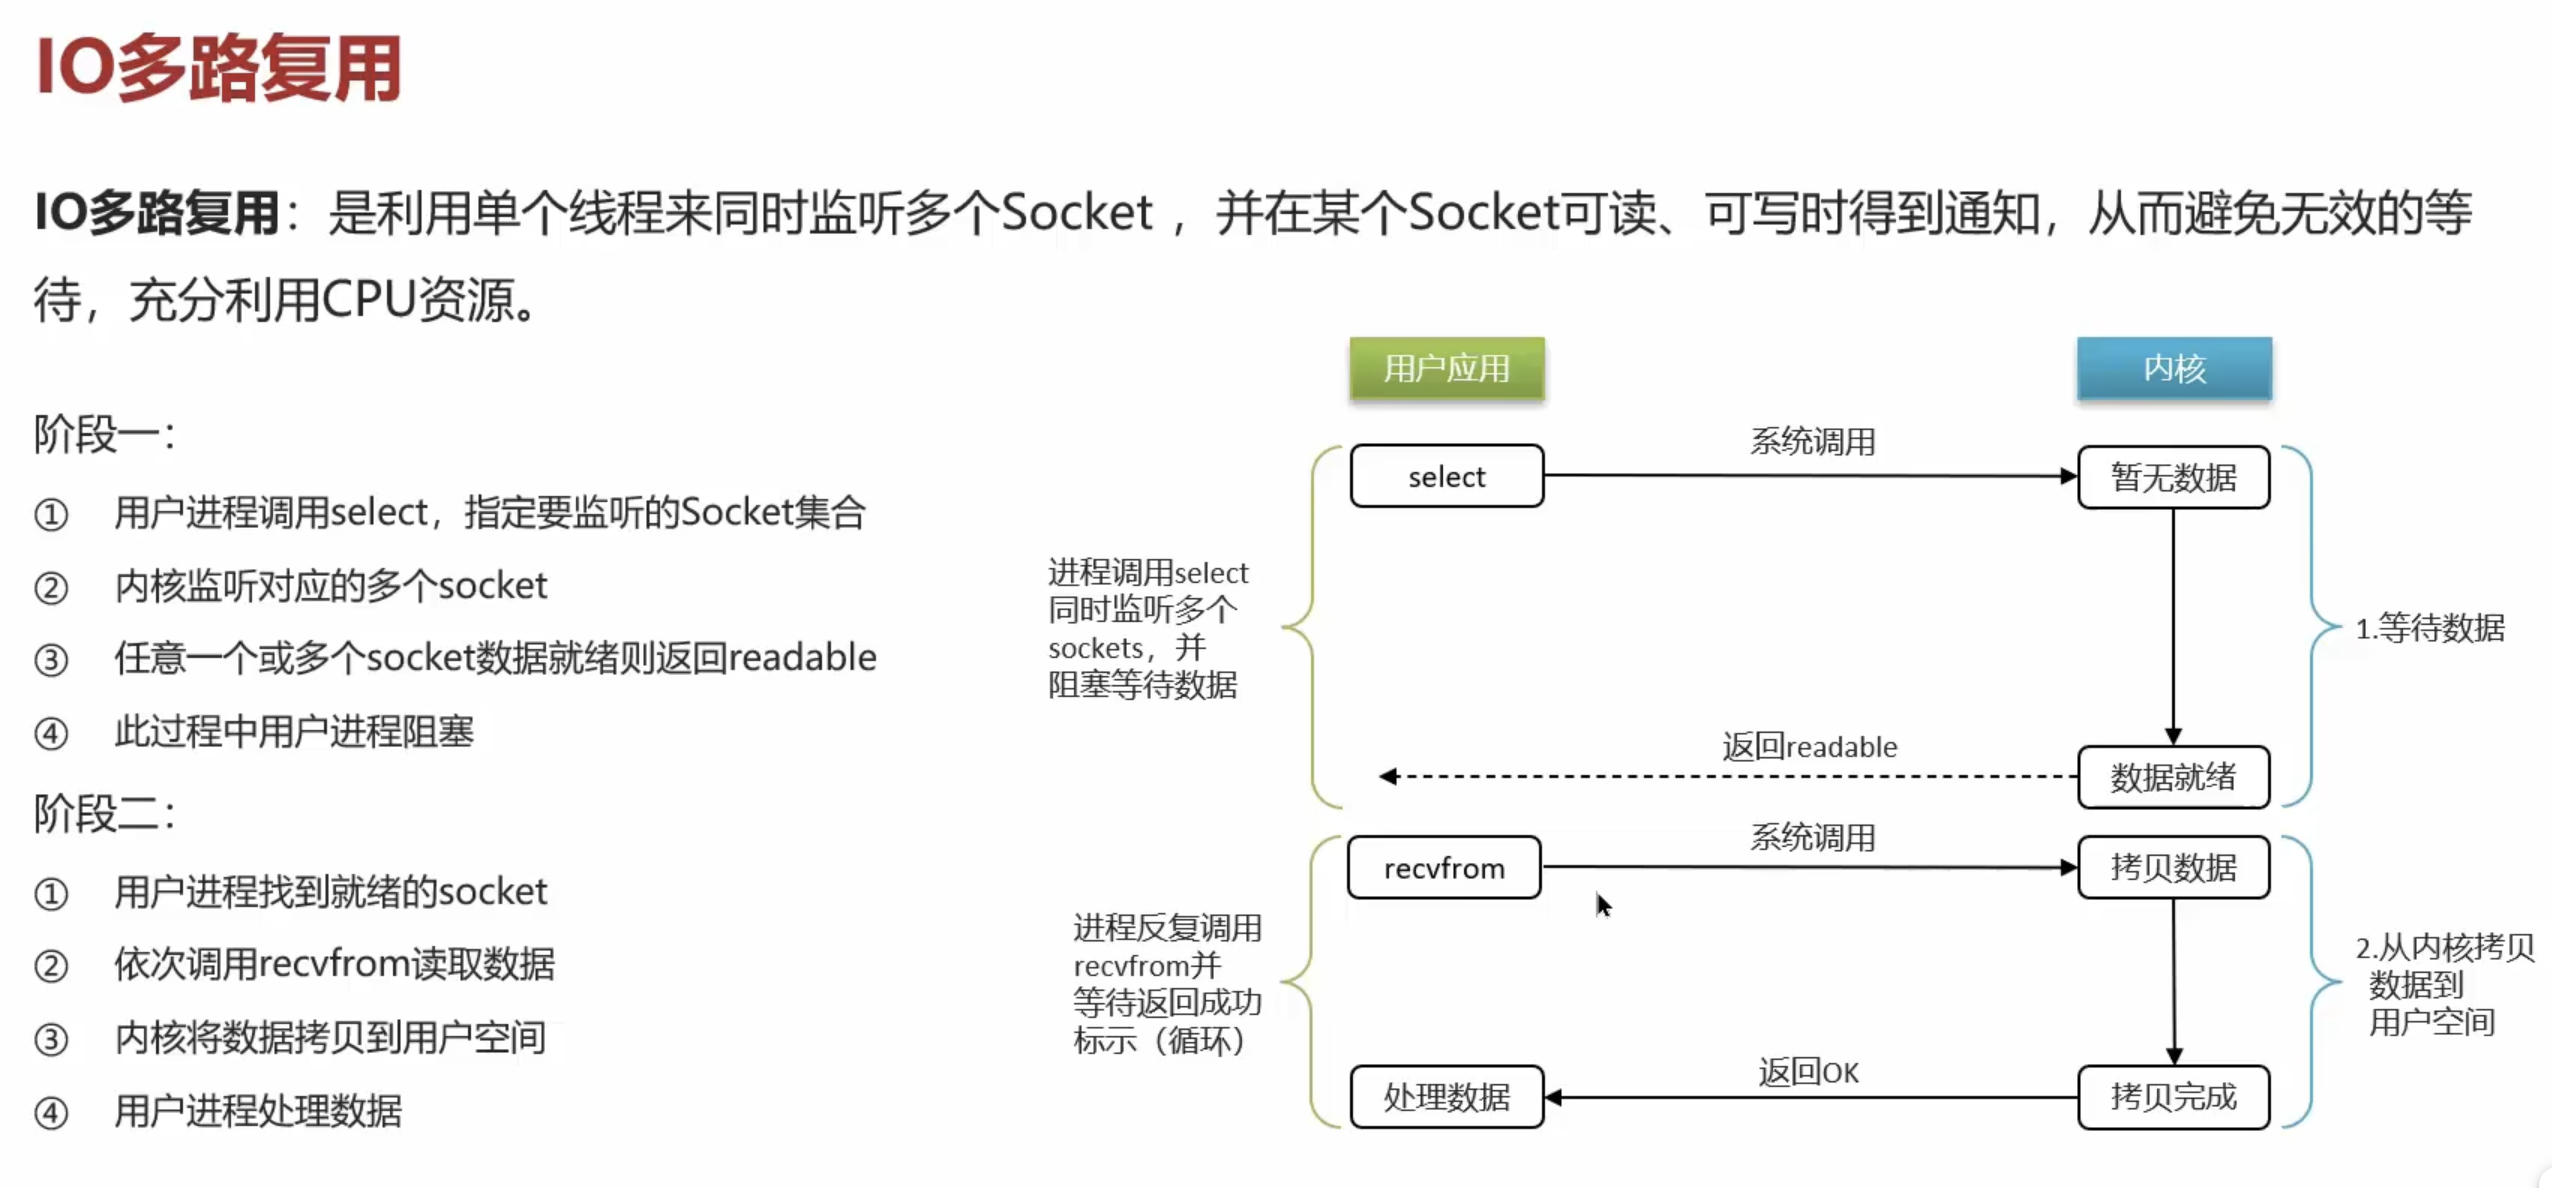 IO多路复用
IO多路复用：是利用单个线程来同时监听多个Socket ，并在某个Socket可读、可写时得到通知，从而避免无效的等
待，充分利用CPU资源。
阶段一：
① 用户进程调用select，指定要监听的Socket集合
② 内核监听对应的多个socket
③ 任意一个或多个socket数据就绪则返回readable
④ 此过程中用户进程阻塞
阶段二：
① 用户进程找到就绪的socket
② 依次调用recvfrom读取数据
③ 内核将数据拷贝到用户空间
④ 用户进程处理数据
用户应用
内核
select
系统调用
暂无数据
进程调用select
同时监听多个
sockets，并
阻塞等待数据
1.等待数据
返回readable
数据就绪
recvfrom
系统调用
拷贝数据
进程反复调用
recvfrom并
等待返回成功
标示（循环）
2.从内核拷贝
数据到
用户空间
处理数据
返回OK
拷贝完成